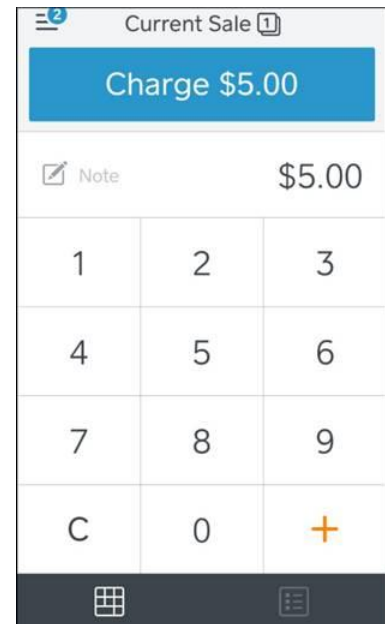 2
Current Sale 1
Charge $5.00
Note $5.00
1 2 3
4 5 6
7 8 9
C 0 +